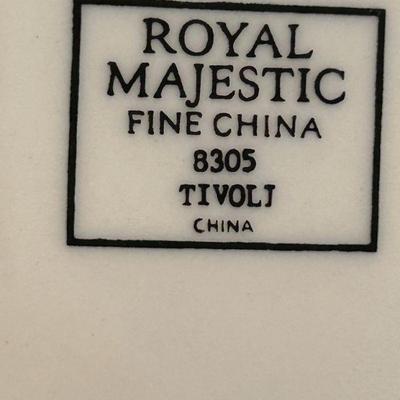 ROYAL
MAJESTIC
FINE CHINA
8305
TIVOLI
CHINA